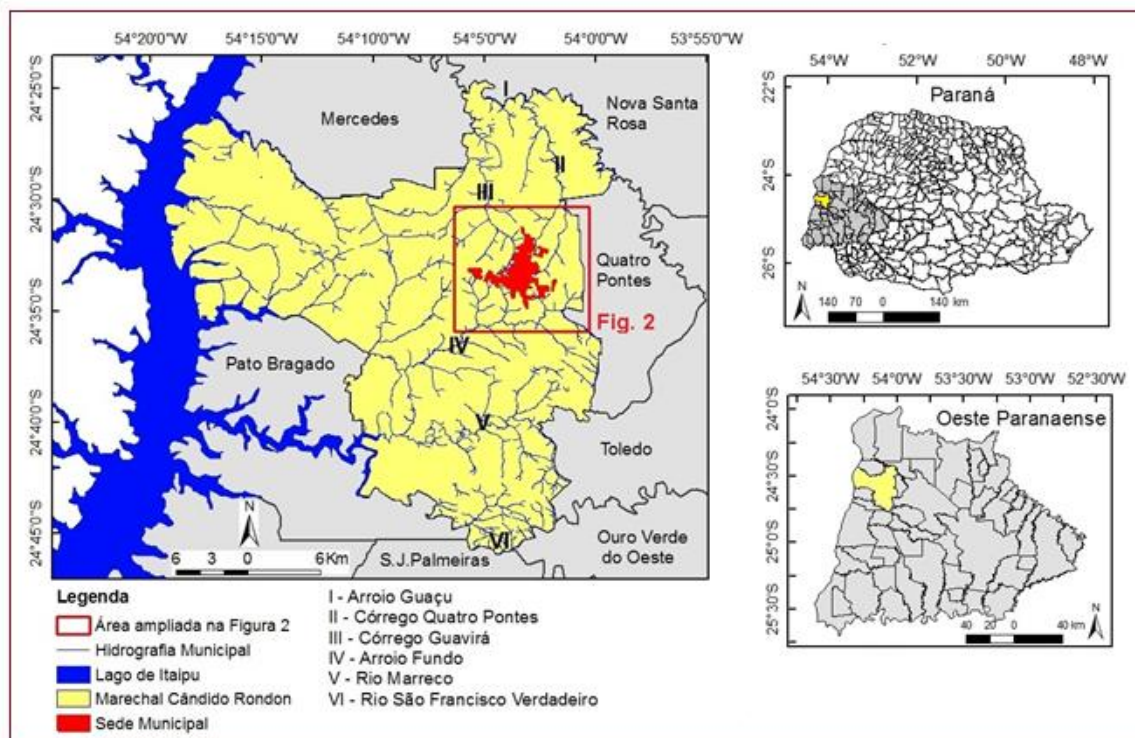 54°20'0"W 54°15'0"W 54°10'0"W 54°5'0"W 54°0'0"W 53°55'0"W
24°25'0"S
24°30'0"S
24°35'0"S
24°40'0"S
24°45'0"S
I
Nova Santa
Rosa
Mercedes
II
III
Quatro
Pontes
Fig. 2
IV
Pato Bragado
V
Toledo
N
VI
Ouro Verde
do Oeste
6 3 0 6 Km
S.J.Palmeiras
Legenda
Área ampliada na Figura 2
Hidrografia Municipal
Lago de Itaipu
Marechal Cândido Rondon
Sede Municipal
I - Arroio Guaçu
II - Córrego Quatro Pontes
III - Córrego Guavirá
IV - Arroio Fundo
V - Rio Marreco
VI - Rio São Francisco Verdadeiro
54°W 52°W 50°W 48°W
22°S
24°S
26°S
Paraná
N
140 70 0 140 km
54°30'W 54°0'W 53°30'W 53°0'W 52°30'W
24°0'S
24°30'S
25°0'S
25°30'S
Oeste Paranaense
N
40 20 0 40 km